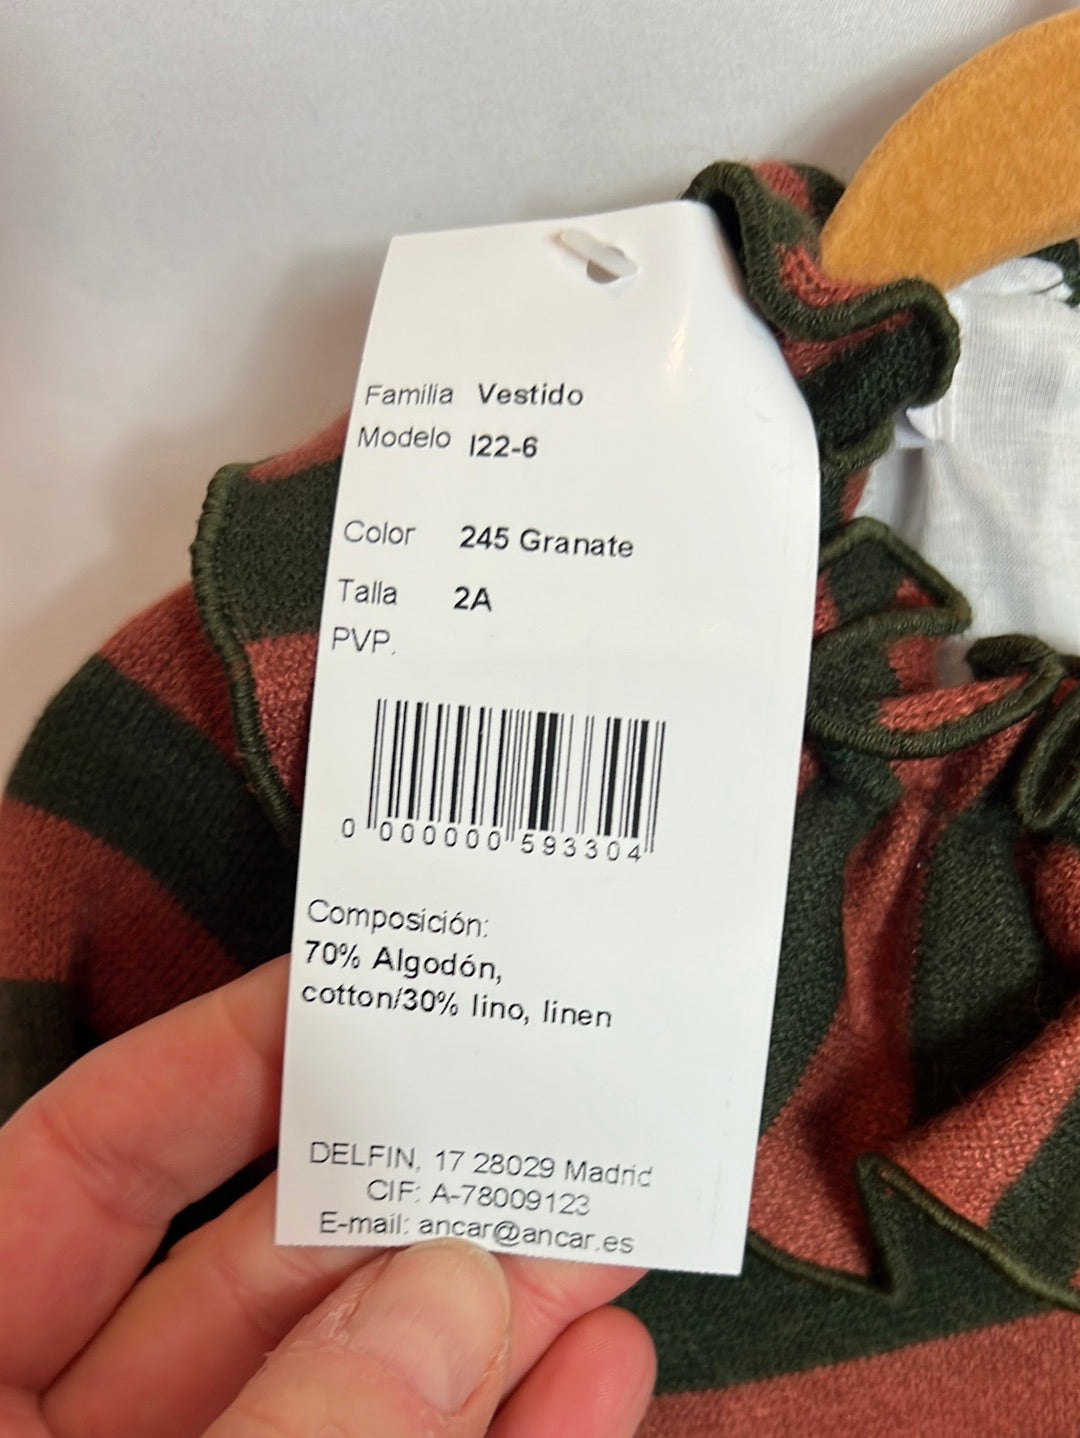 Familia Vestido
Modelo I22-6
Color 245 Granate
Talla 2A
PVP.
0 000000 593304
Composición:
70% Algodón,
cotton/30% lino, linen
DELFIN, 17 28029 Madrid
CIF: A-78009123
E-mail: ancar@ancar.es